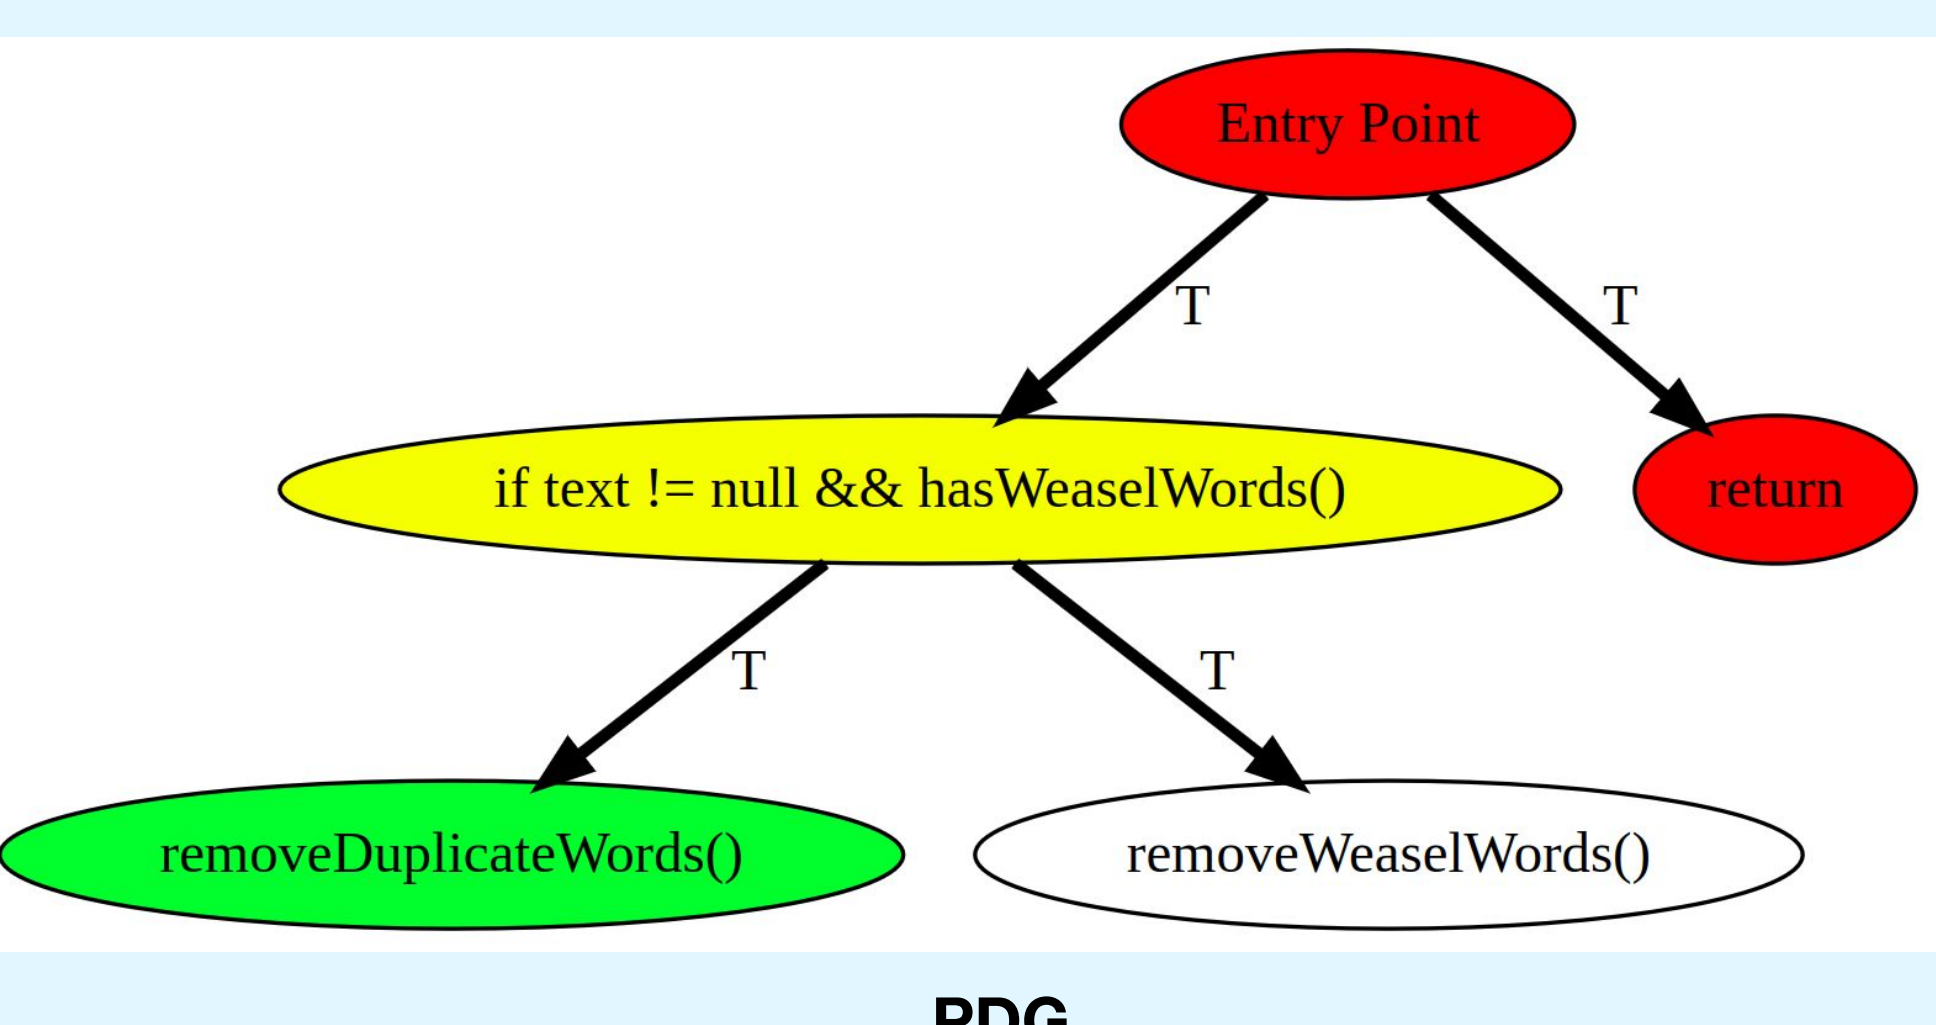 Entry Point
T
T
if text != null && hasWeaselWords()
return
T
T
removeDuplicateWords()
removeWeaselWords()
PDG